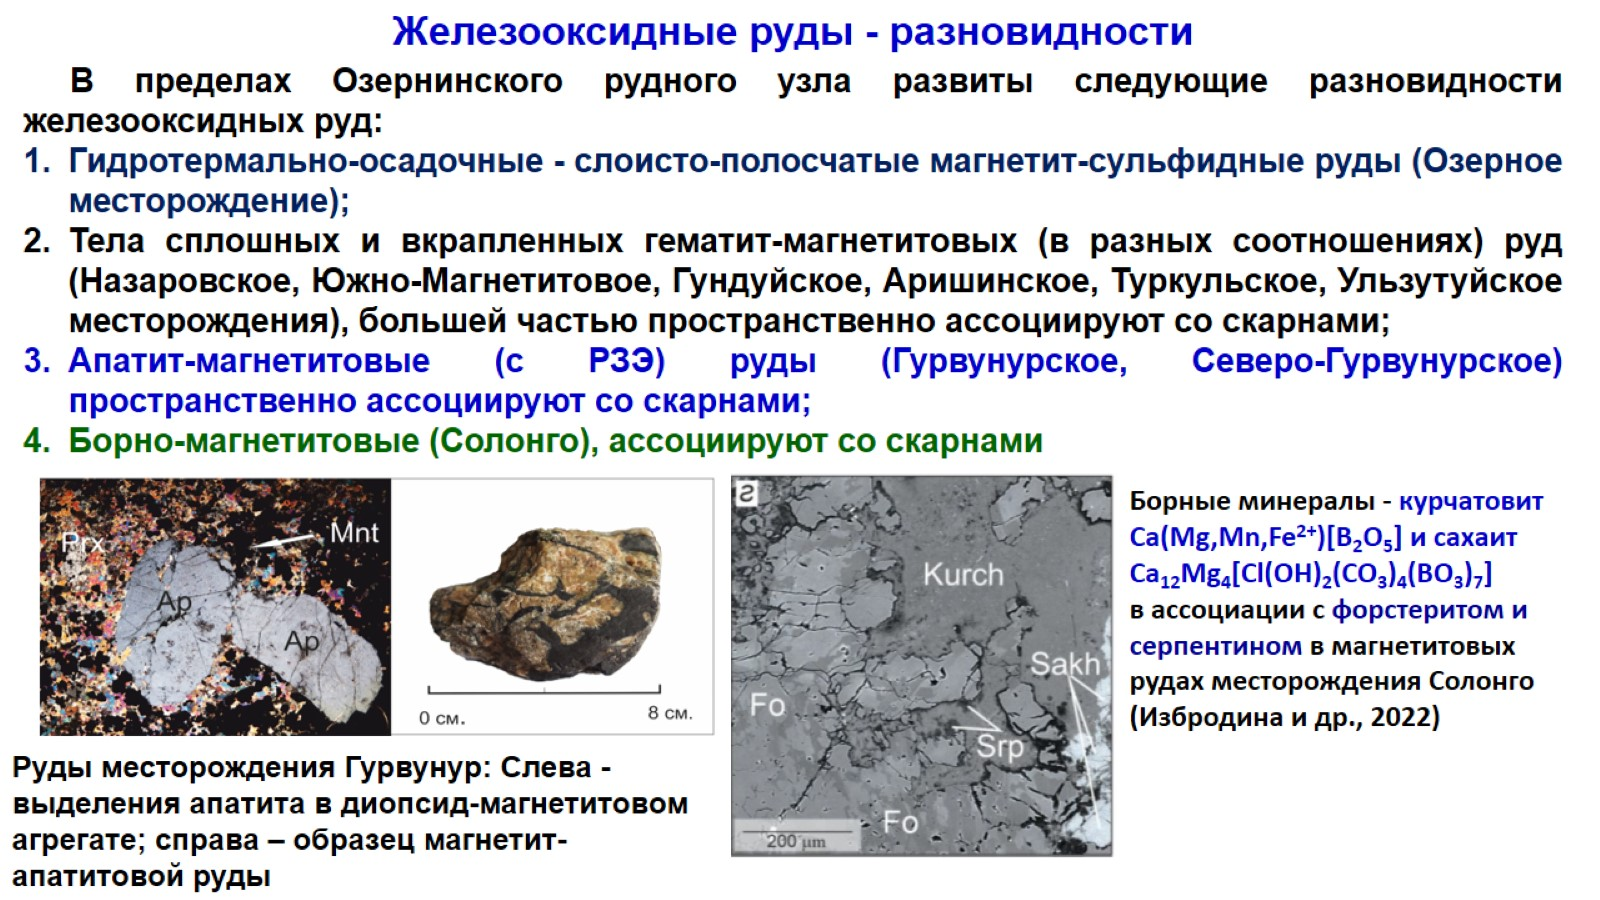 Железооксидные руды - разновидности
В пределах Озернинского рудного узла развиты следующие разновидности
железооксидных руд:
1. Гидротермально-осадочные - слоисто-полосчатые магнетит-сульфидные руды (Озерное
месторождение);
2. Тела сплошных и вкрапленных гематит-магнетитовых (в разных соотношениях) руд
(Назаровское, Южно-Магнетитовое, Гундуйское, Аришинское, Туркульское, Ульзутуйское
месторождения), большей частью пространственно ассоциируют со скарнами;
3. Апатит-магнетитовые (с РЗЭ) руды (Гурвунурское, Северо-Гурвунурское)
пространственно ассоциируют со скарнами;
4. Борно-магнетитовые (Солонго), ассоциируют со скарнами
Prx
Mnt
Ap
Ap
0 см.
8 см.
Руды месторождения Гурвунур: Слева -
выделения апатита в диопсид-магнетитовом
агрегате; справа – образец магнетит-
апатитовой руды
г
Kurch
Sakh
Fo
Srp
Fo
200 µm
Борные минералы - курчатовит
Ca(Mg,Mn,Fe²⁺)[B₂O₅] и сахаит
Ca₁₂Mg₄[Cl(OH)₂(CO₃)₄(BO₃)₇]
в ассоциации с форстеритом и
серпентином в магнетитовых
рудах месторождения Солонго
(Избродина и др., 2022)